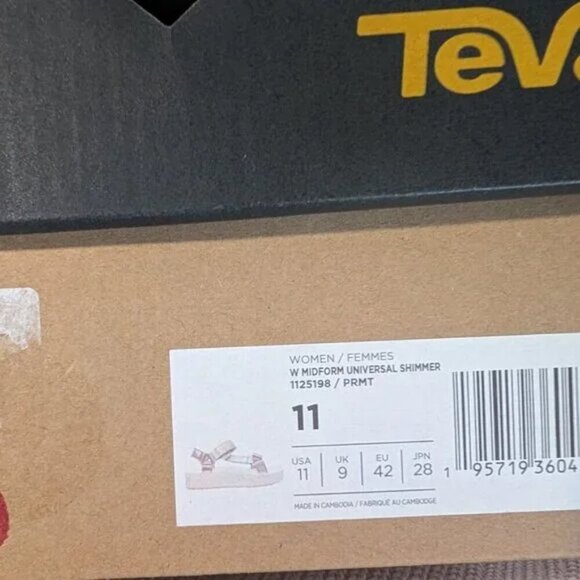 Teva
WOMEN / FEMMES
W MIDFORM UNIVERSAL SHIMMER
1125198 / PRMT
11
USA UK EU JPN
11 9 42 28
MADE IN CAMBODIA / FABRIQUÉ AU CAMBODGE
1 95719 3604